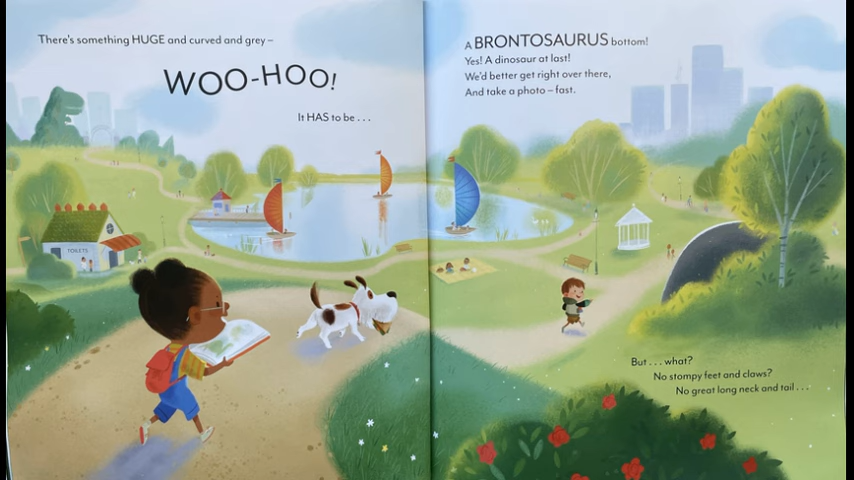 There's something HUGE and curved and grey –
WOO-HOO!
It HAS to be . . .
TOILETS
A BRONTOSAURUS bottom!
Yes! A dinosaur at last!
We'd better get right over there,
And take a photo – fast.
But . . . what?
No stompy feet and claws?
No great long neck and tail . . .